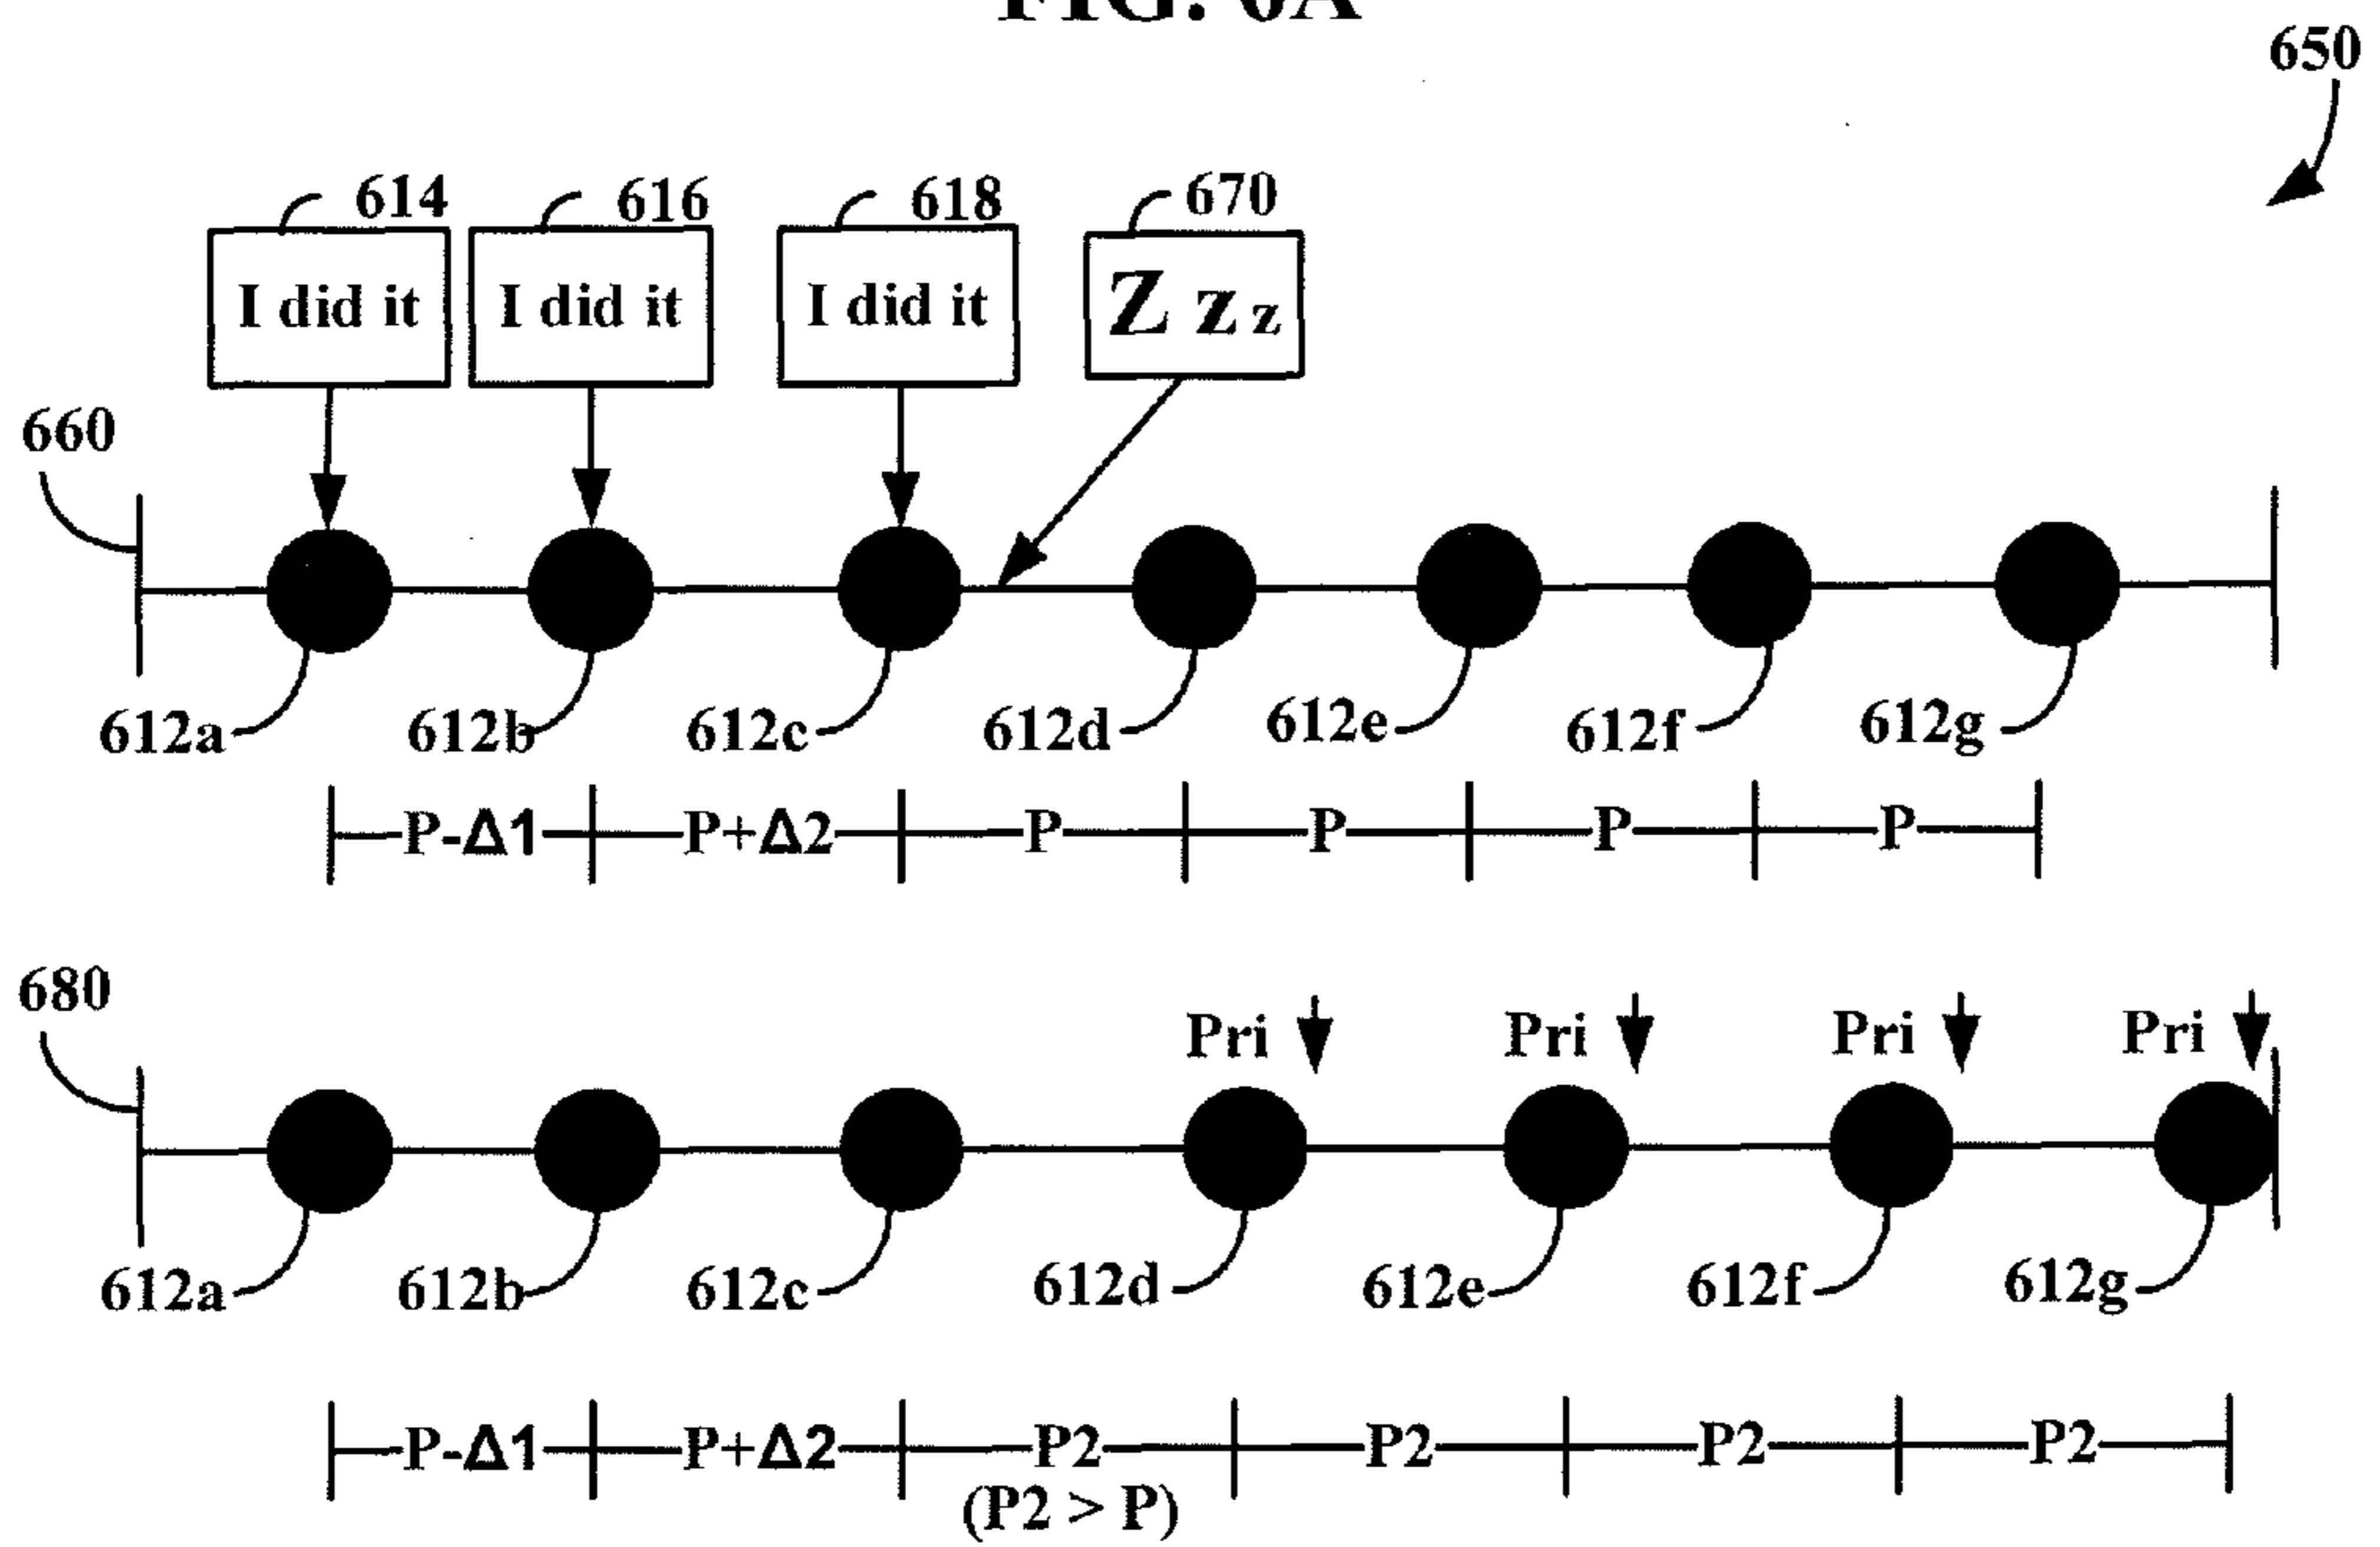 650
614 616 618 670
I did it I did it I did it Z z z
660
612a 612b 612c 612d 612e 612f 612g
P-Δ1 P+Δ2 P P P P
680
Pri Pri Pri Pri
612a 612b 612c 612d 612e 612f 612g
P-Δ1 P+Δ2 P2 P2 P2 P2
(P2 > P)